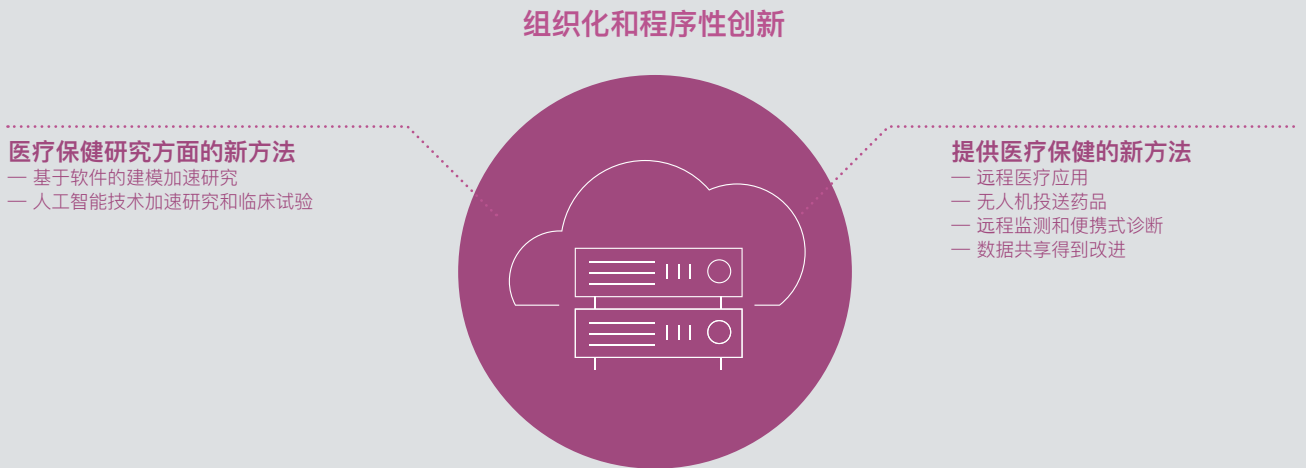 组织化和程序性创新
医疗保健研究方面的新方法
— 基于软件的建模加速研究
— 人工智能技术加速研究和临床试验
提供医疗保健的新方法
— 远程医疗应用
— 无人机投送药品
— 远程监测和便携式诊断
— 数据共享得到改进